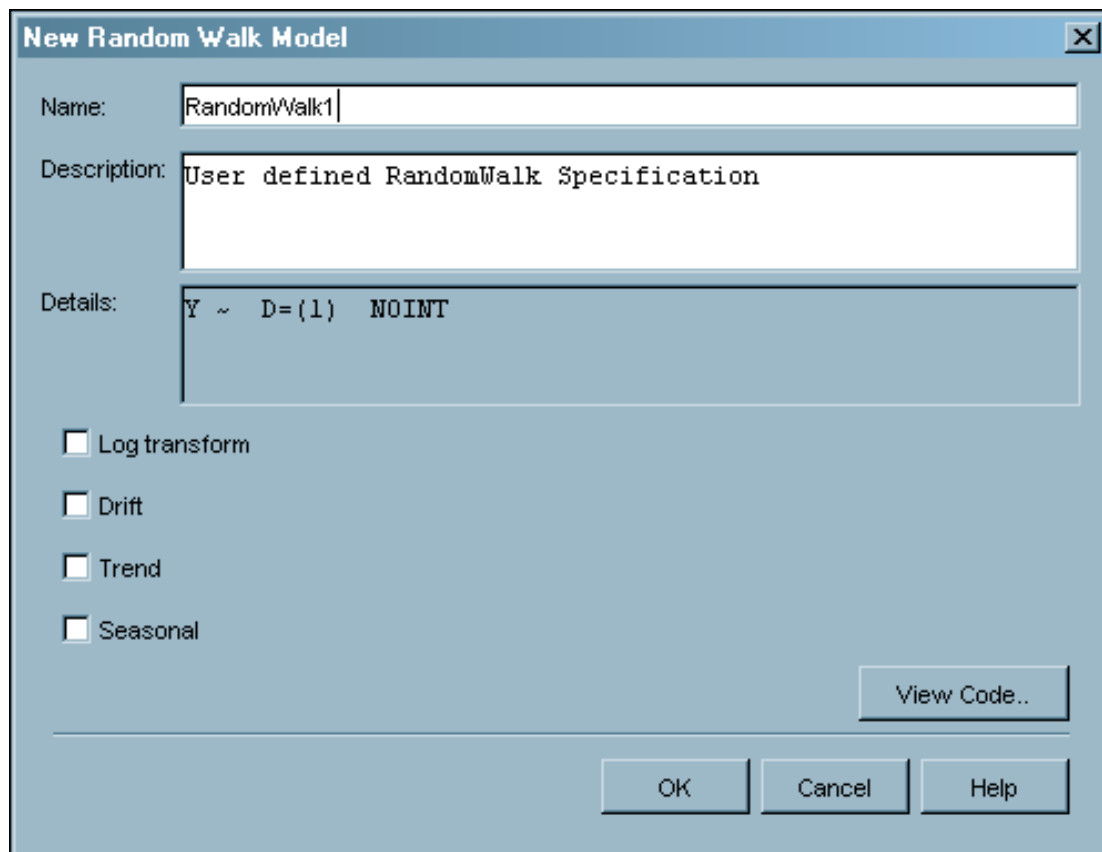 New Random Walk Model
Name:
RandomWalk1
Description:
User defined RandomWalk Specification
Details:
Y ~  D=(1)  NOINT
Log transform
Drift
Trend
Seasonal
View Code..
OK
Cancel
Help